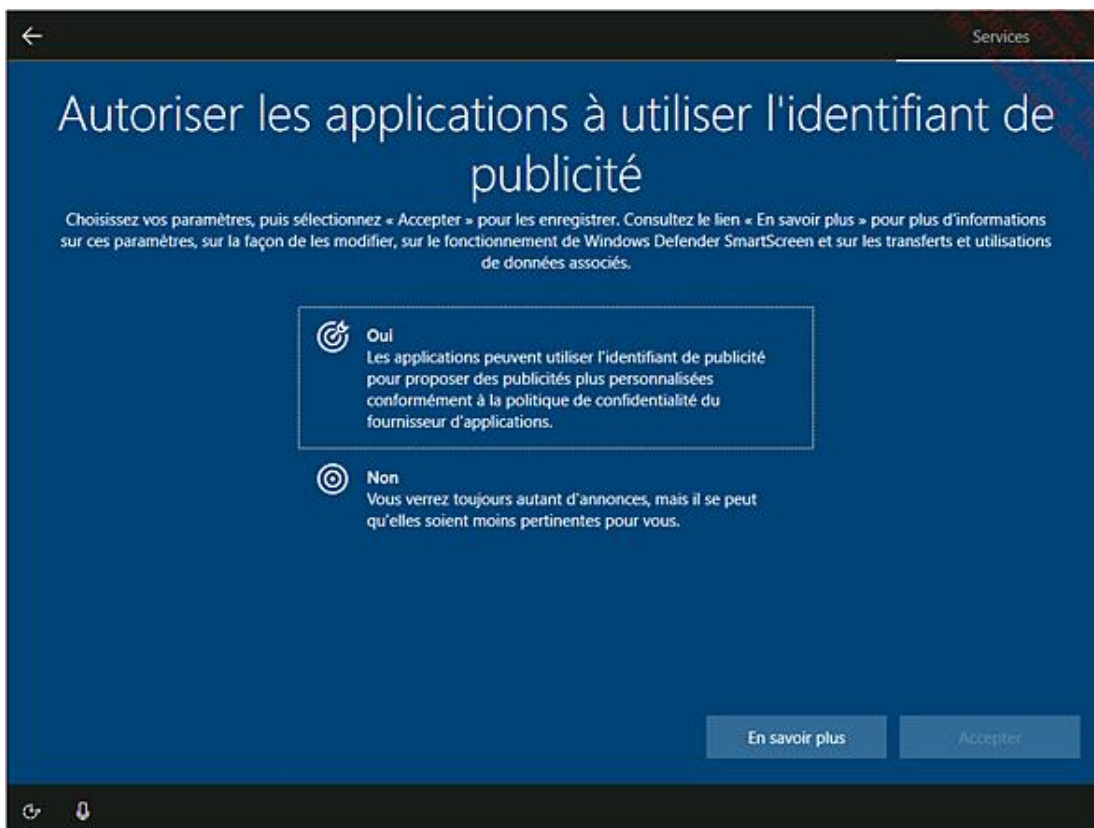 Services
Autoriser les applications à utiliser l'identifiant de
publicité
Choisissez vos paramètres, puis sélectionnez « Accepter » pour les enregistrer. Consultez le lien « En savoir plus » pour plus d'informations
sur ces paramètres, sur la façon de les modifier, sur le fonctionnement de Windows Defender SmartScreen et sur les transferts et utilisations
de données associés.
Oui
Les applications peuvent utiliser l'identifiant de publicité
pour proposer des publicités plus personnalisées
conformément à la politique de confidentialité du
fournisseur d'applications.
Non
Vous verrez toujours autant d'annonces, mais il se peut
qu'elles soient moins pertinentes pour vous.
En savoir plus
Accepter